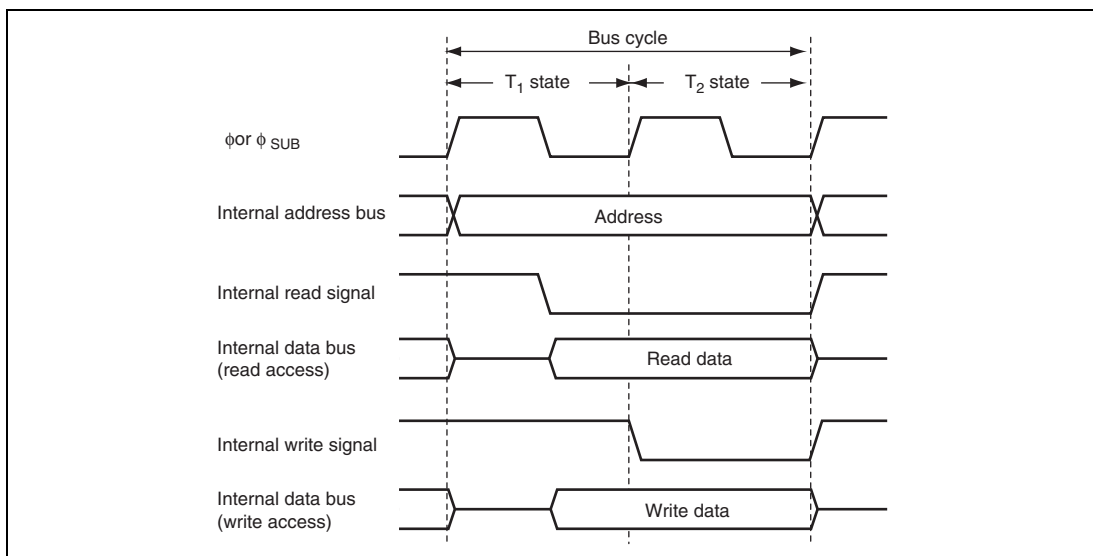 Bus cycle
T₁ state
T₂ state
ϕor ϕ SUB
Internal address bus
Address
Internal read signal
Internal data bus
(read access)
Read data
Internal write signal
Internal data bus
(write access)
Write data